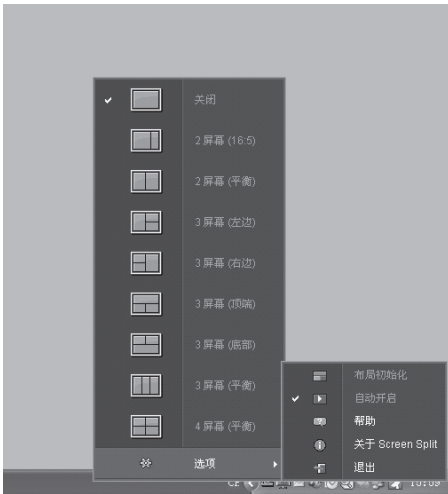 关闭
2 屏幕 (16:5)
2 屏幕 (平衡)
3 屏幕 (左边)
3 屏幕 (右边)
3 屏幕 (顶端)
3 屏幕 (底部)
3 屏幕 (平衡)
4 屏幕 (平衡)
选项
布局初始化
自动开启
帮助
关于 Screen Split
退出